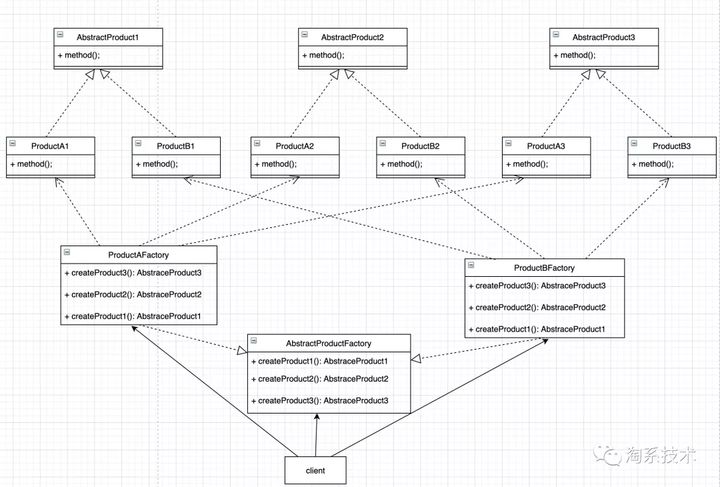 AbstractProduct1
+ method();
AbstractProduct2
+ method();
AbstractProduct3
+ method();
ProductA1
+ method();
ProductB1
+ method();
ProductA2
+ method();
ProductB2
+ method();
ProductA3
+ method();
ProductB3
+ method();
ProductAFactory
+ createProduct3(): AbstraceProduct3
+ createProduct2(): AbstraceProduct2
+ createProduct1(): AbstraceProduct1
ProductBFactory
+ createProduct3(): AbstraceProduct3
+ createProduct2(): AbstraceProduct2
+ createProduct1(): AbstraceProduct1
AbstractProductFactory
+ createProduct1(): AbstraceProduct1
+ createProduct2(): AbstraceProduct2
+ createProduct3(): AbstraceProduct3
client
淘系技术